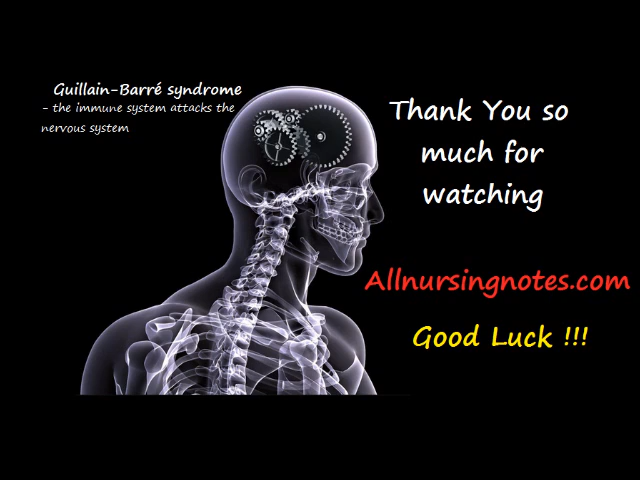 Guillain-Barré syndrome
- the immune system attacks the
nervous system
Thank You so
much for
watching
Allnursingnotes.com
Good Luck !!!